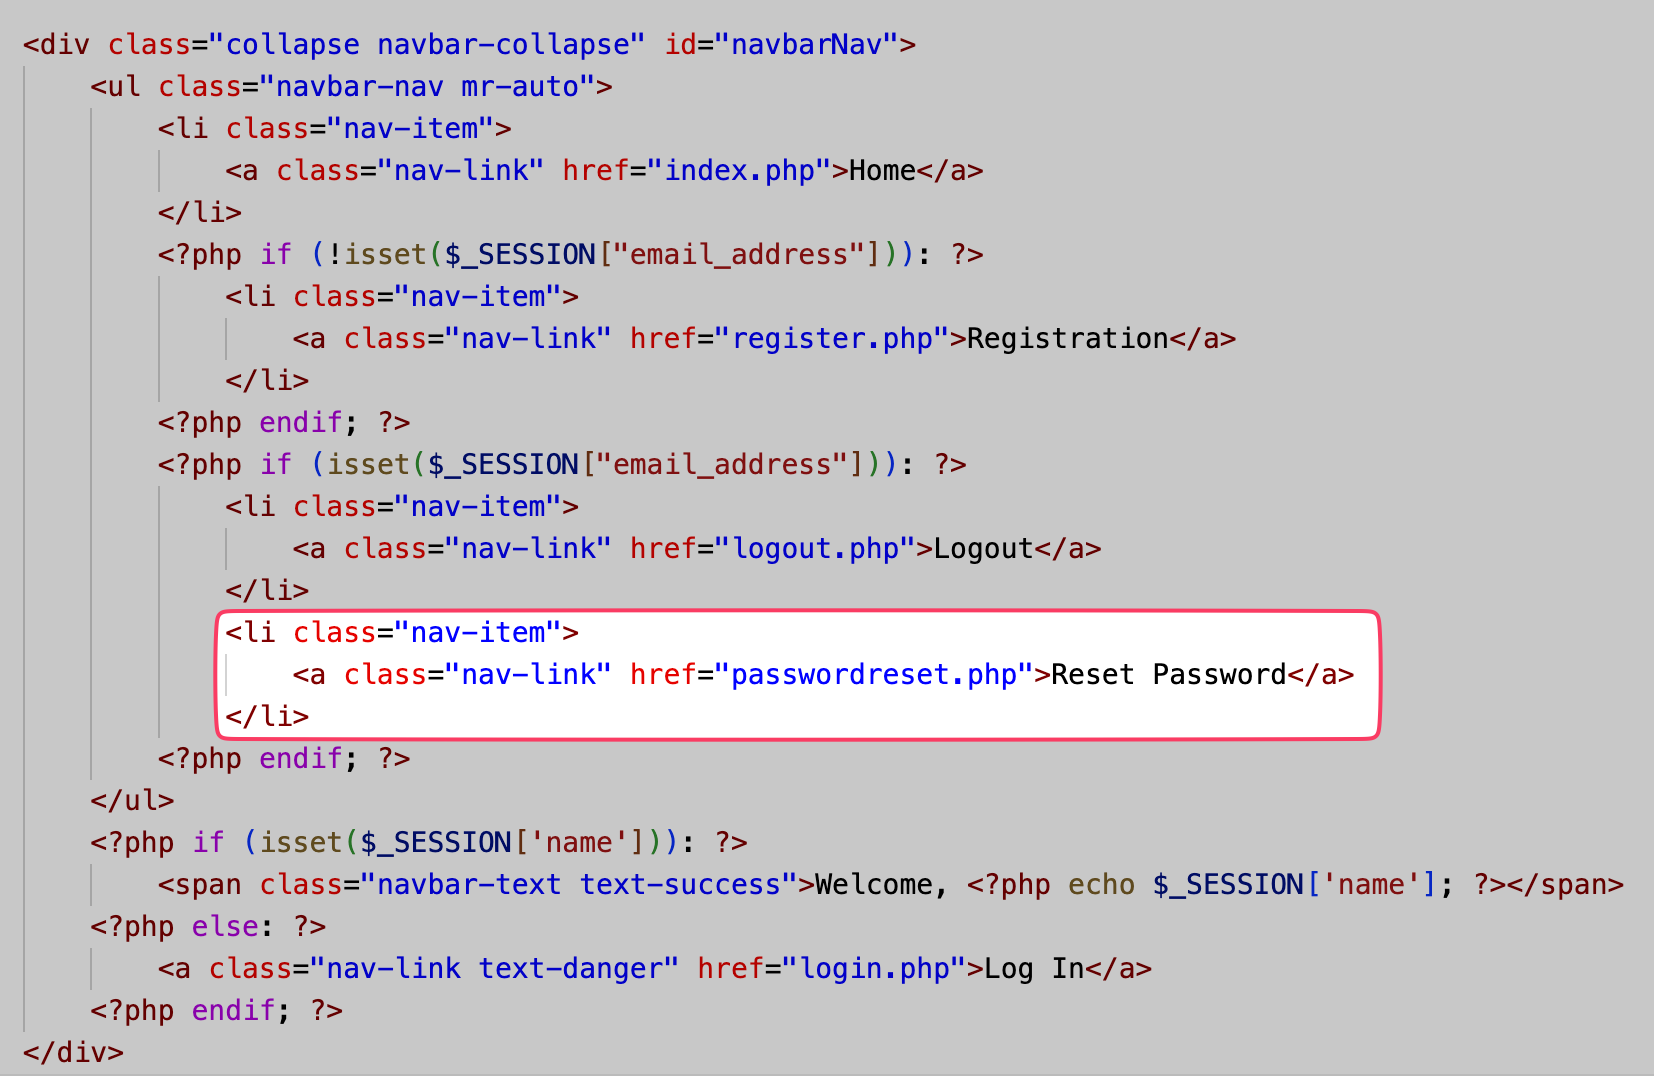 <div class="collapse navbar-collapse" id="navbarNav">
    <ul class="navbar-nav mr-auto">
        <li class="nav-item">
            <a class="nav-link" href="index.php">Home</a>
        </li>
        <?php if (!isset($_SESSION["email_address"])): ?>
            <li class="nav-item">
                <a class="nav-link" href="register.php">Registration</a>
            </li>
        <?php endif; ?>
        <?php if (isset($_SESSION["email_address"])): ?>
            <li class="nav-item">
                <a class="nav-link" href="logout.php">Logout</a>
            </li>
            <li class="nav-item">
                <a class="nav-link" href="passwordreset.php">Reset Password</a>
            </li>
        <?php endif; ?>
    </ul>
    <?php if (isset($_SESSION['name'])): ?>
        <span class="navbar-text text-success">Welcome, <?php echo $_SESSION['name']; ?></span>
    <?php else: ?>
        <a class="nav-link text-danger" href="login.php">Log In</a>
    <?php endif; ?>
</div>